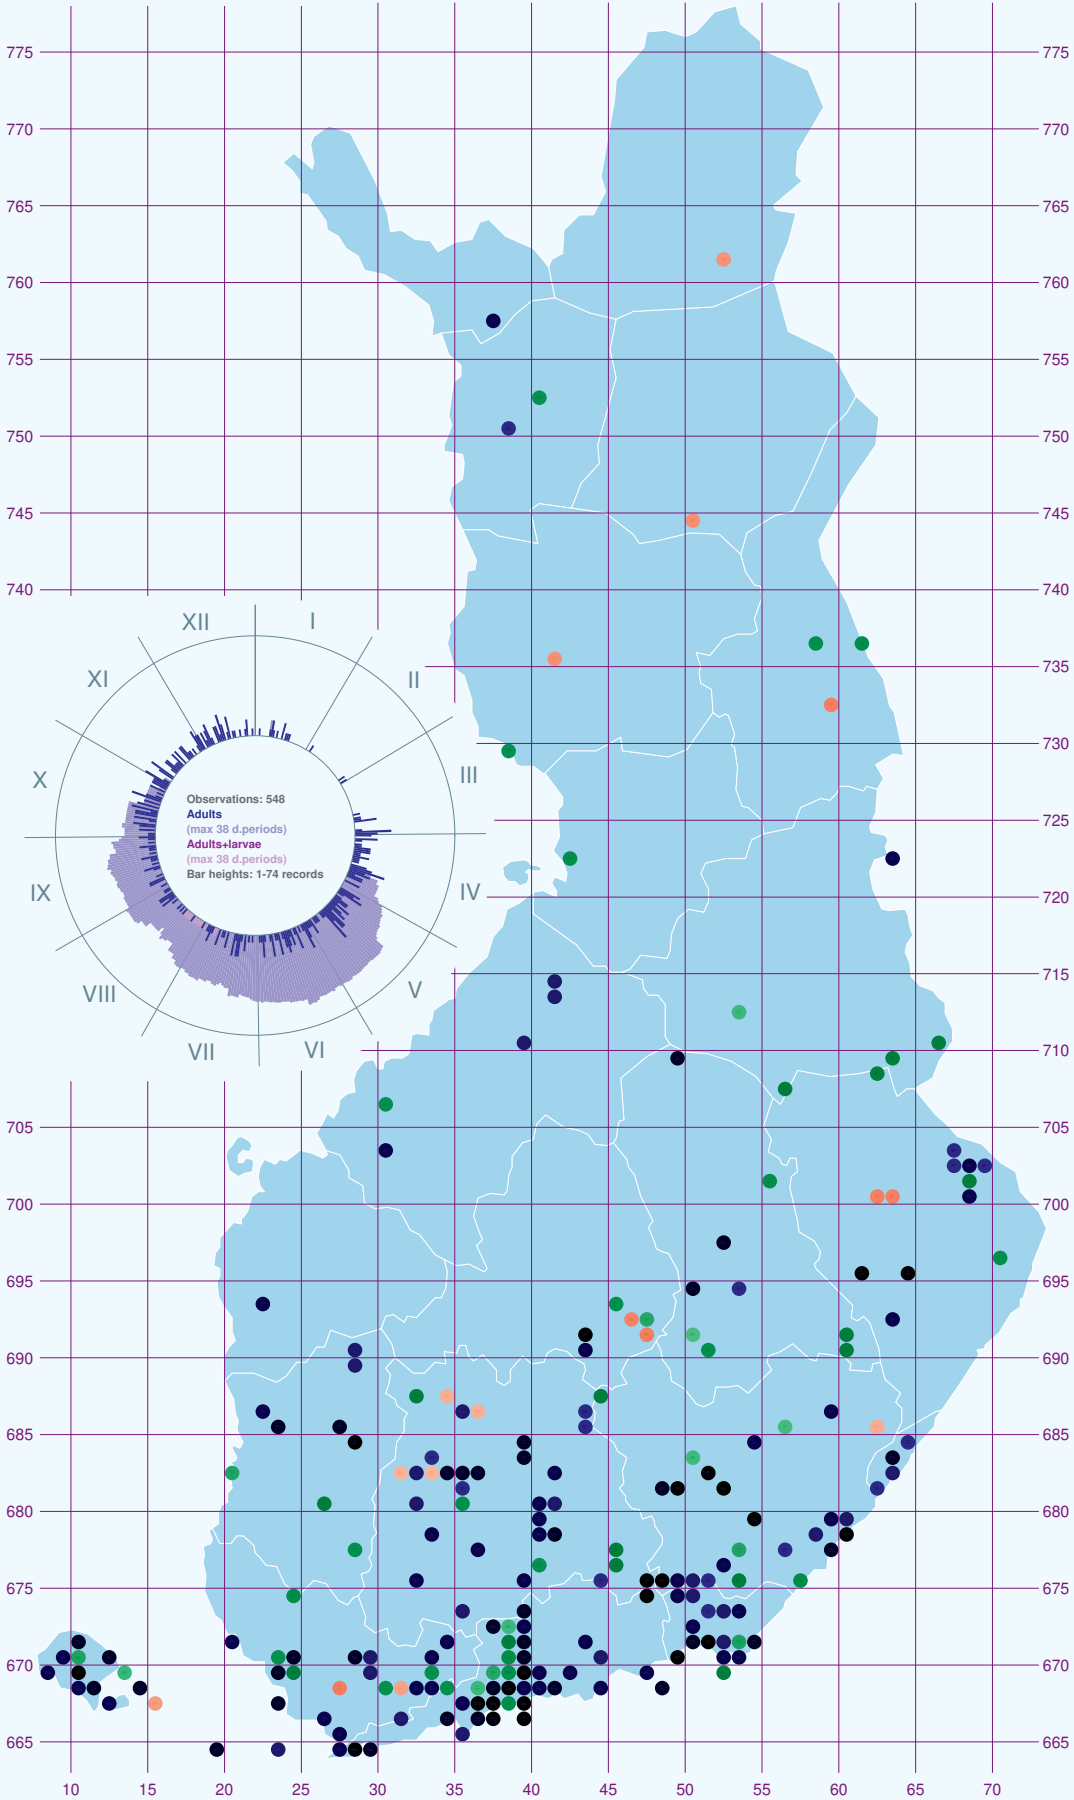 775 775
770 770
765 765
760 760
755 755
750 750
745 745
740 740
XII I
XI II
735 735
730 730
X III
Observations: 548
Adults
(max 38 d.periods)
Adults+larvae
(max 38 d.periods)
Bar heights: 1-74 records
725 725
IX IV
720 720
VIII V
715 715
VII VI
710 710
705 705
700 700
695 695
690 690
685 685
680 680
675 675
670 670
665 665
10 15 20 25 30 35 40 45 50 55 60 65 70